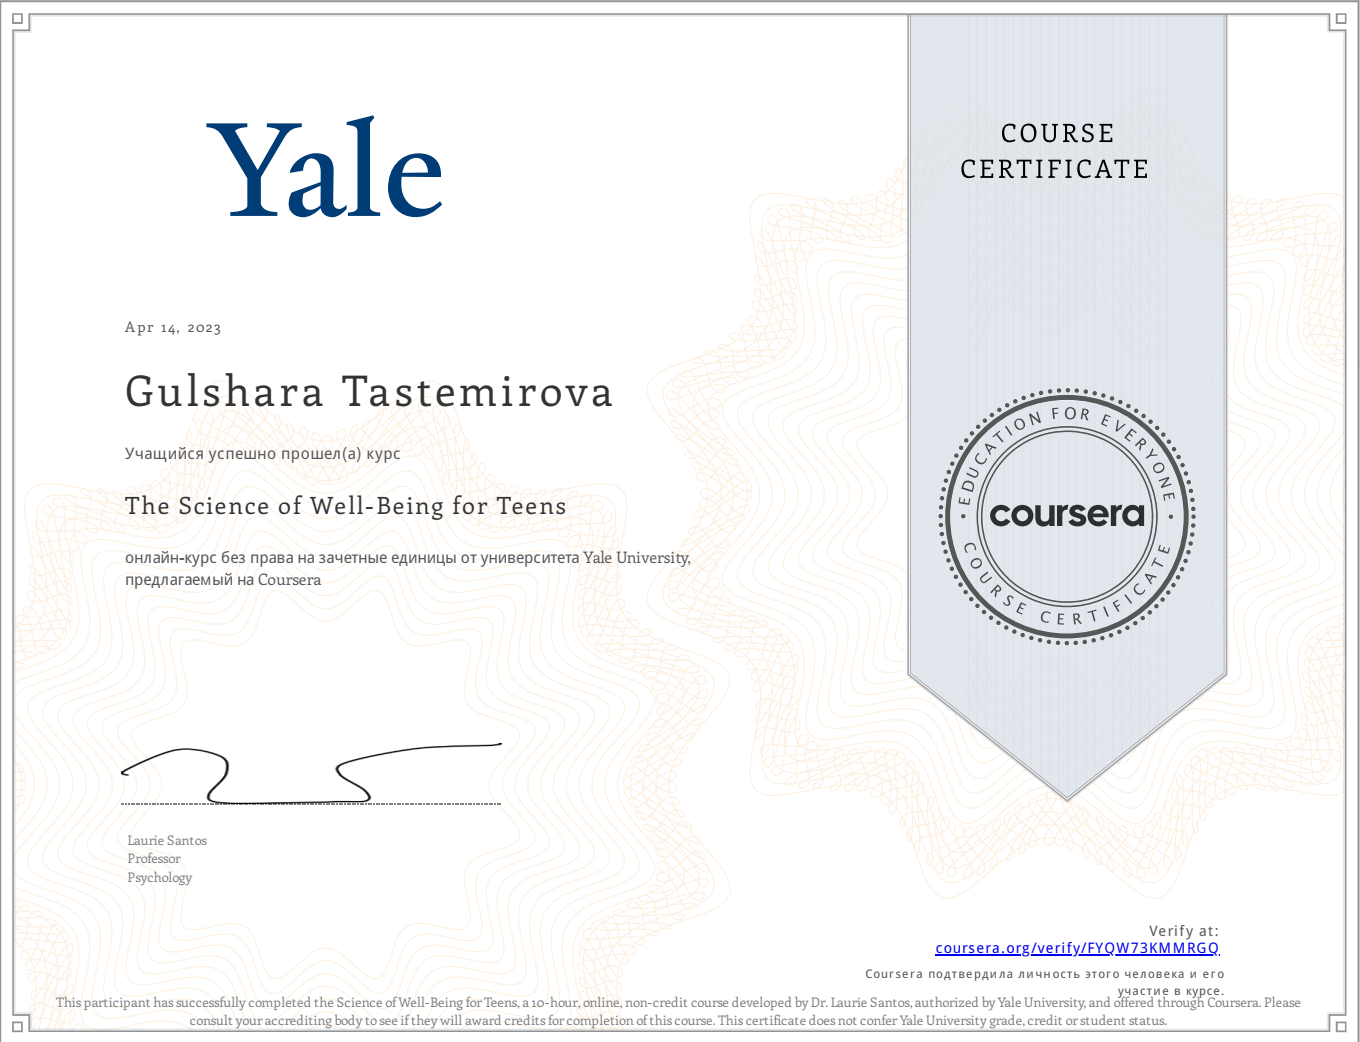 Yale
COURSE
CERTIFICATE
Apr 14, 2023
Gulshara Tastemirova
Учащийся успешно прошел(а) курс
The Science of Well-Being for Teens
онлайн-курс без права на зачетные единицы от университета Yale University,
предлагаемый на Coursera
EDUCATION FOR EVERYONE
coursera
COURSE CERTIFICATE
Laurie Santos
Professor
Psychology
Verify at:
coursera.org/verify/FYQW73KMMRGQ
Coursera подтвердила личность этого человека и его
участие в курсе.
This participant has successfully completed the Science of Well-Being for Teens, a 10-hour, online, non-credit course developed by Dr. Laurie Santos, authorized by Yale University, and offered through Coursera. Please
consult your accrediting body to see if they will award credits for completion of this course. This certificate does not confer Yale University grade, credit or student status.